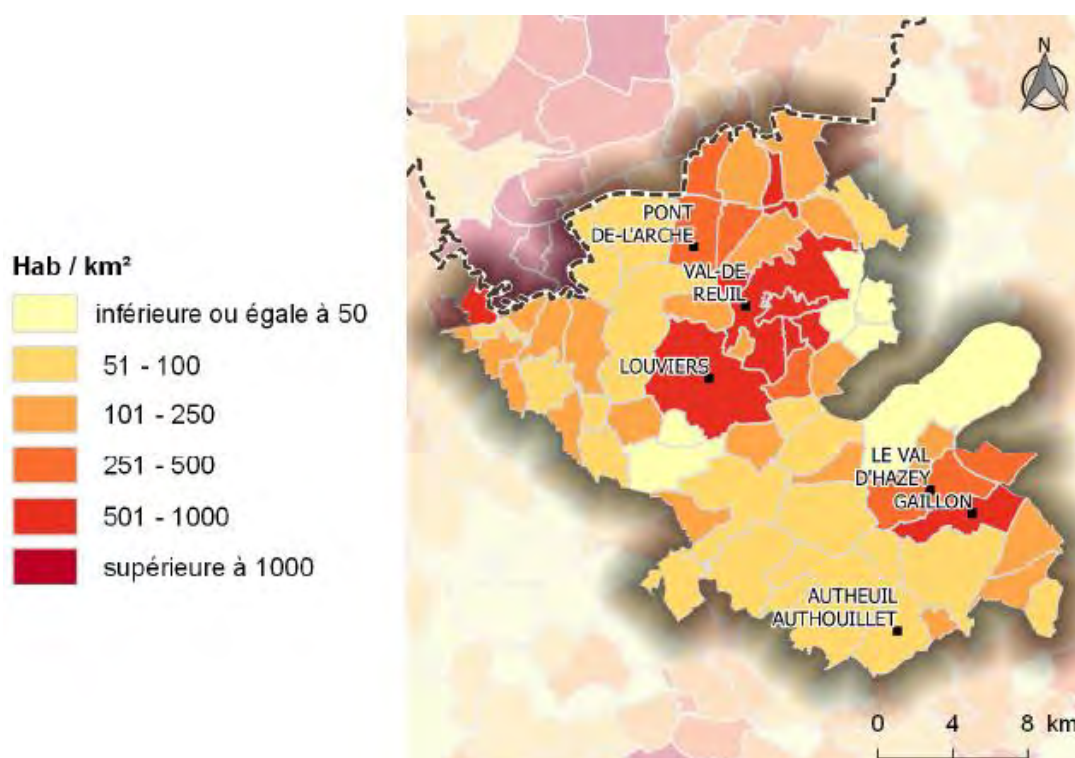 Hab / km²
inférieure ou égale à 50
51 - 100
101 - 250
251 - 500
501 - 1000
supérieure à 1000
N
PONT
DE-L'ARCHE
VAL-DE
REUIL
LOUVIERS
LE VAL
D'HAZEY
GAILLON
AUTHEUIL
AUTHOUILLET
0 4 8 km